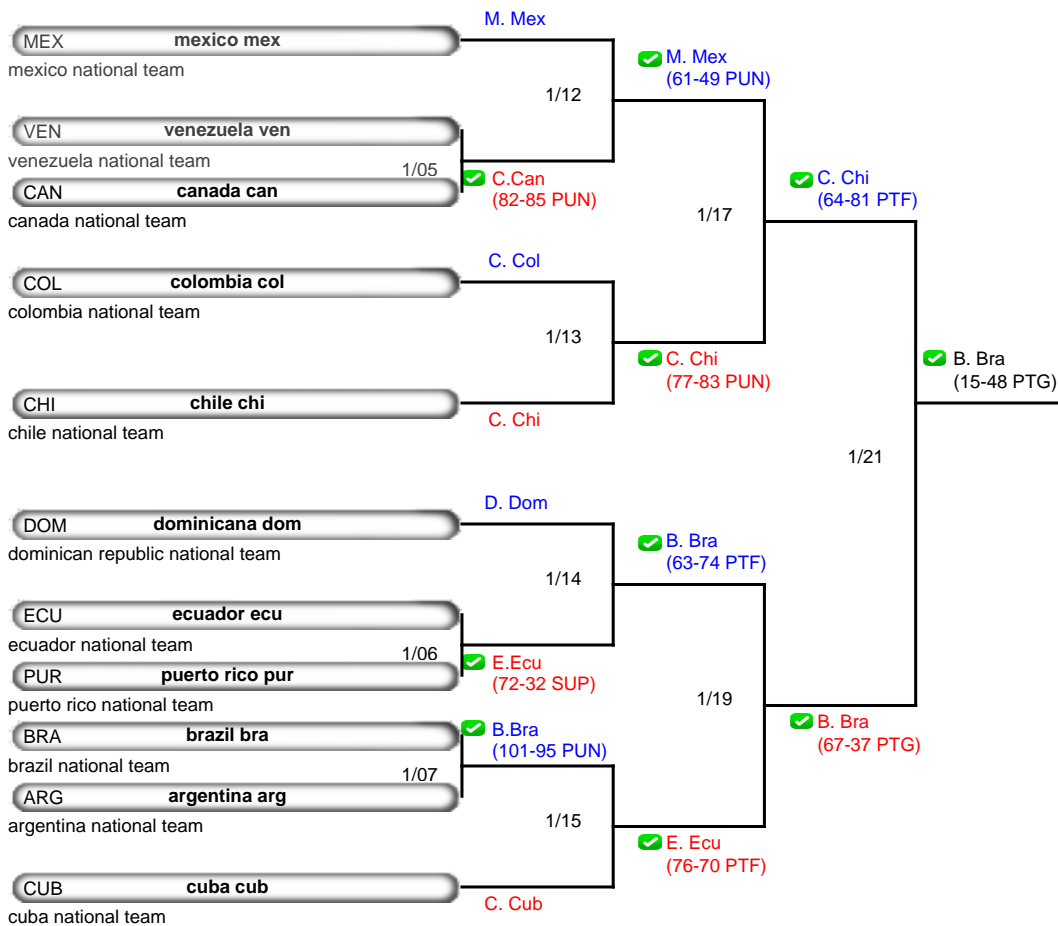 M. Mex
MEX mexico mex
mexico national team
M. Mex
(61-49 PUN)
1/12
VEN venezuela ven
venezuela national team
1/05
CAN canada can
canada national team
C.Can
(82-85 PUN)
C. Chi
(64-81 PTF)
1/17
C. Col
COL colombia col
colombia national team
1/13
C. Chi
(77-83 PUN)
CHI chile chi
chile national team
C. Chi
B. Bra
(15-48 PTG)
1/21
D. Dom
DOM dominicana dom
dominican republic national team
B. Bra
(63-74 PTF)
1/14
ECU ecuador ecu
ecuador national team
1/06
PUR puerto rico pur
puerto rico national team
E.Ecu
(72-32 SUP)
1/19
B. Bra
(67-37 PTG)
BRA brazil bra
brazil national team
B.Bra
(101-95 PUN)
1/07
ARG argentina arg
argentina national team
1/15
E. Ecu
(76-70 PTF)
CUB cuba cub
cuba national team
C. Cub